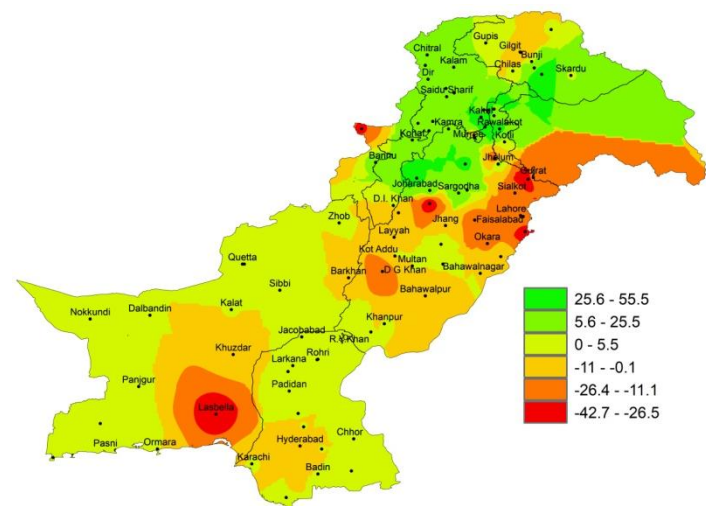 Chitral
Gupis
Gilgit
Bunji
Kalam
Chilas
Skardu
Dir
Saidu Sharif
Kakul
Kamra
Rawalakot
Kohat
Murree
Kotli
Bannu
Jhelum
Gujrat
Joharabad
Sargodha
Sialkot
D.I. Khan
Lahore
Zhob
Jhang
Faisalabad
Layyah
Okara
Kot Addu
Quetta
Multan
Barkhan
D G Khan
Bahawalnagar
Sibbi
Bahawalpur
Kalat
Nokkundi
Dalbandin
Khanpur
Jacobabad
R.Y.Khan
Khuzdar
Larkana
Rohri
Panjgur
Padidan
Lasbella
Hyderabad
Chhor
Pasni
Ormara
Karachi
Badin
25.6 - 55.5
5.6 - 25.5
0 - 5.5
-11 - -0.1
-26.4 - -11.1
-42.7 - -26.5